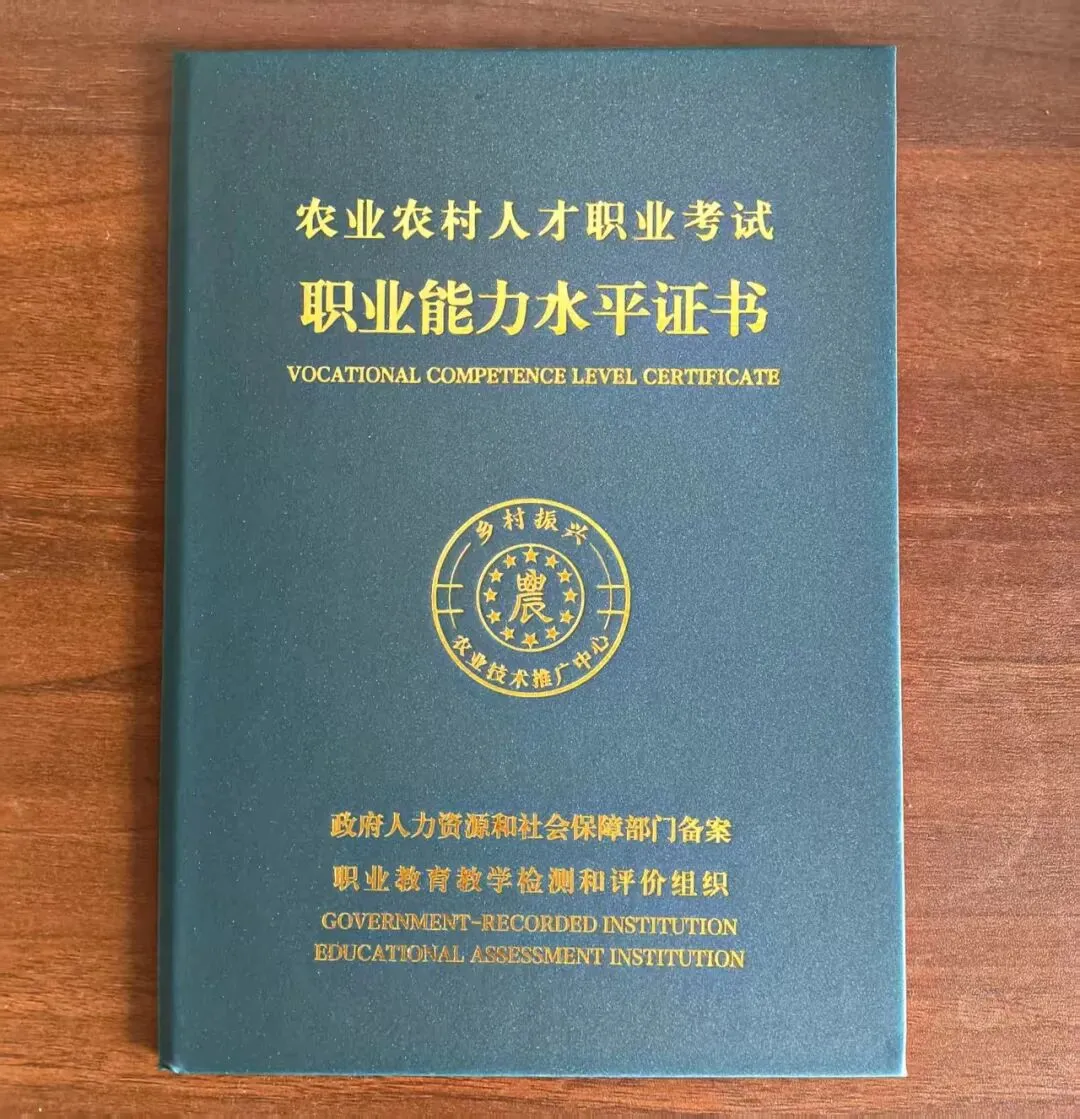 农业农村人才职业考试
职业能力水平证书
VOCATIONAL COMPETENCE LEVEL CERTIFICATE
乡村振兴
農
农业技术推广中心
政府人力资源和社会保障部门备案
职业教育教学检测和评价组织
GOVERNMENT-RECORDED INSTITUTION
EDUCATIONAL ASSESSMENT INSTITUTION